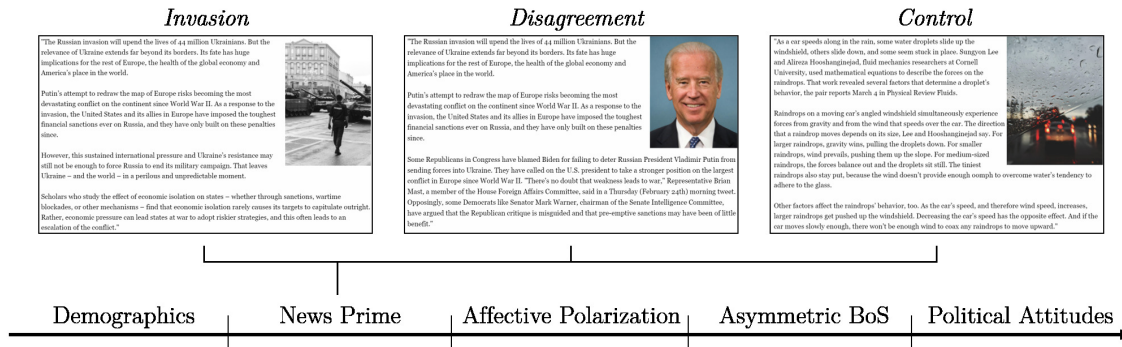 Invasion
"The Russian invasion will upend the lives of 44 million Ukrainians. But the
relevance of Ukraine extends far beyond its borders. Its fate has huge
implications for the rest of Europe, the health of the global economy and
America's place in the world.
Putin's attempt to redraw the map of Europe risks becoming the most
devastating conflict on the continent since World War II. As a response to the
invasion, the United States and its allies in Europe have imposed the toughest
financial sanctions ever on Russia, and they have only built on these penalties
since.
However, this sustained international pressure and Ukraine's resistance may
still not be enough to force Russia to end its military campaign. That leaves
Ukraine – and the world – in a perilous and unpredictable moment.
Scholars who study the effect of economic isolation on states – whether through sanctions, wartime
blockades, or other mechanisms – find that economic isolation rarely causes its targets to capitulate outright.
Rather, economic pressure can lead states at war to adopt riskier strategies, and this often leads to an
escalation of the conflict."
Disagreement
"The Russian invasion will upend the lives of 44 million Ukrainians. But the
relevance of Ukraine extends far beyond its borders. Its fate has huge
implications for the rest of Europe, the health of the global economy and
America's place in the world.
Putin's attempt to redraw the map of Europe risks becoming the most
devastating conflict on the continent since World War II. As a response to the
invasion, the United States and its allies in Europe have imposed the toughest
financial sanctions ever on Russia, and they have only built on these penalties
since.
Some Republicans in Congress have blamed Biden for failing to deter Russian President Vladimir Putin from
sending forces into Ukraine. They have called on the U.S. president to take a stronger position on the largest
conflict in Europe since World War II. "There's no doubt that weakness leads to war," Representative Brian
Mast, a member of the House Foreign Affairs Committee, said in a Thursday (February 24th) morning tweet.
Opposingly, some Democrats like Senator Mark Warner, chairman of the Senate Intelligence Committee,
have argued that the Republican critique is misguided and that pre-emptive sanctions may have been of little
benefit."
Control
"As a car speeds along in the rain, some water droplets slide up the
windshield, others slide down, and some seem stuck in place. Sungyon Lee
and Alireza Hooshanginejad, fluid mechanics researchers at Cornell
University, used mathematical equations to describe the forces on the
raindrops. That work revealed several factors that determine a droplet's
behavior, the pair reports March 4 in Physical Review Fluids.
Raindrops on a moving car's angled windshield simultaneously experience
forces from gravity and from the wind that speeds over the car. The direction
that a raindrop moves depends on its size, Lee and Hooshanginejad say. For
larger raindrops, gravity wins, pulling the droplets down. For smaller
raindrops, wind prevails, pushing them up the slope. For medium-sized
raindrops, the forces balance out and the droplets sit still. The tiniest
raindrops also stay put, because the wind doesn't provide enough oomph to overcome water's tendency to
adhere to the glass.
Other factors affect the raindrops' behavior, too. As the car's speed, and therefore wind speed, increases,
larger raindrops get pushed up the windshield. Decreasing the car's speed has the opposite effect. And if the
car moves slowly enough, there won't be enough wind to coax any raindrops to move upward."
Demographics
News Prime
Affective Polarization
Asymmetric BoS
Political Attitudes